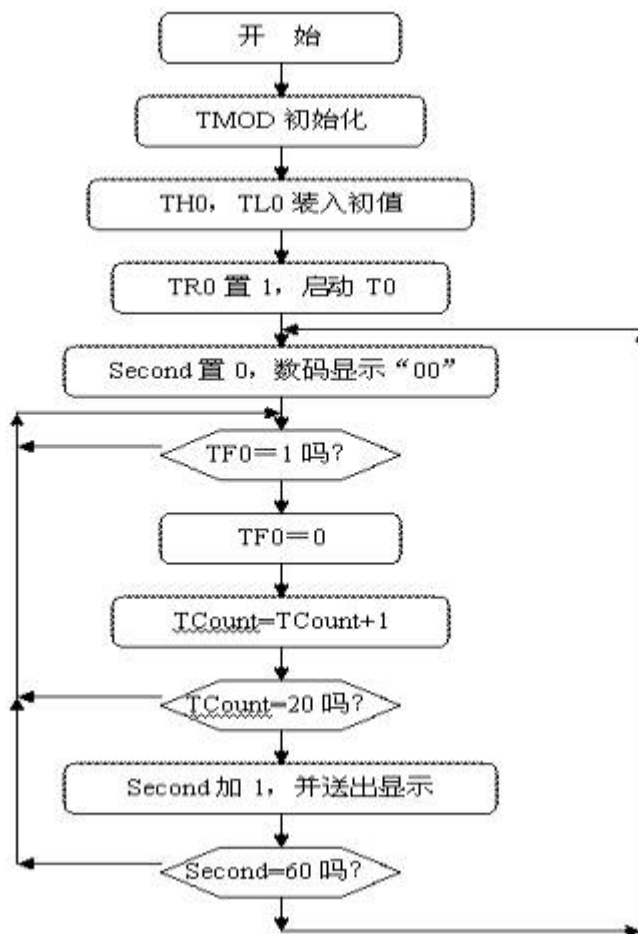 开 始
TMOD 初始化
TH0，TL0 装入初值
TR0 置 1，启动 T0
Second 置 0，数码显示“00”
TF0＝1 吗？
TF0＝0
TCount=TCount+1
TCount=20 吗？
Second 加 1，并送出显示
Second=60 吗？